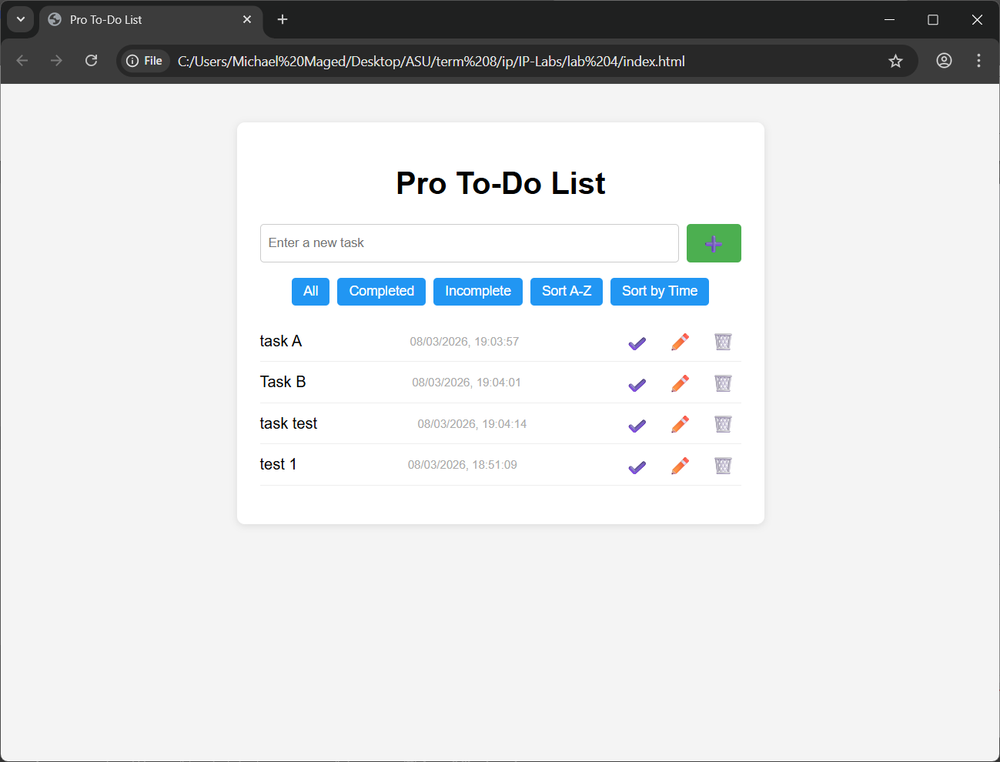 Pro To-Do List
File C:/Users/Michael%20Maged/Desktop/ASU/term%208/ip/IP-Labs/lab%204/index.html
Pro To-Do List
Enter a new task
All Completed Incomplete Sort A-Z Sort by Time
task A 08/03/2026, 19:03:57
Task B 08/03/2026, 19:04:01
task test 08/03/2026, 19:04:14
test 1 08/03/2026, 18:51:09